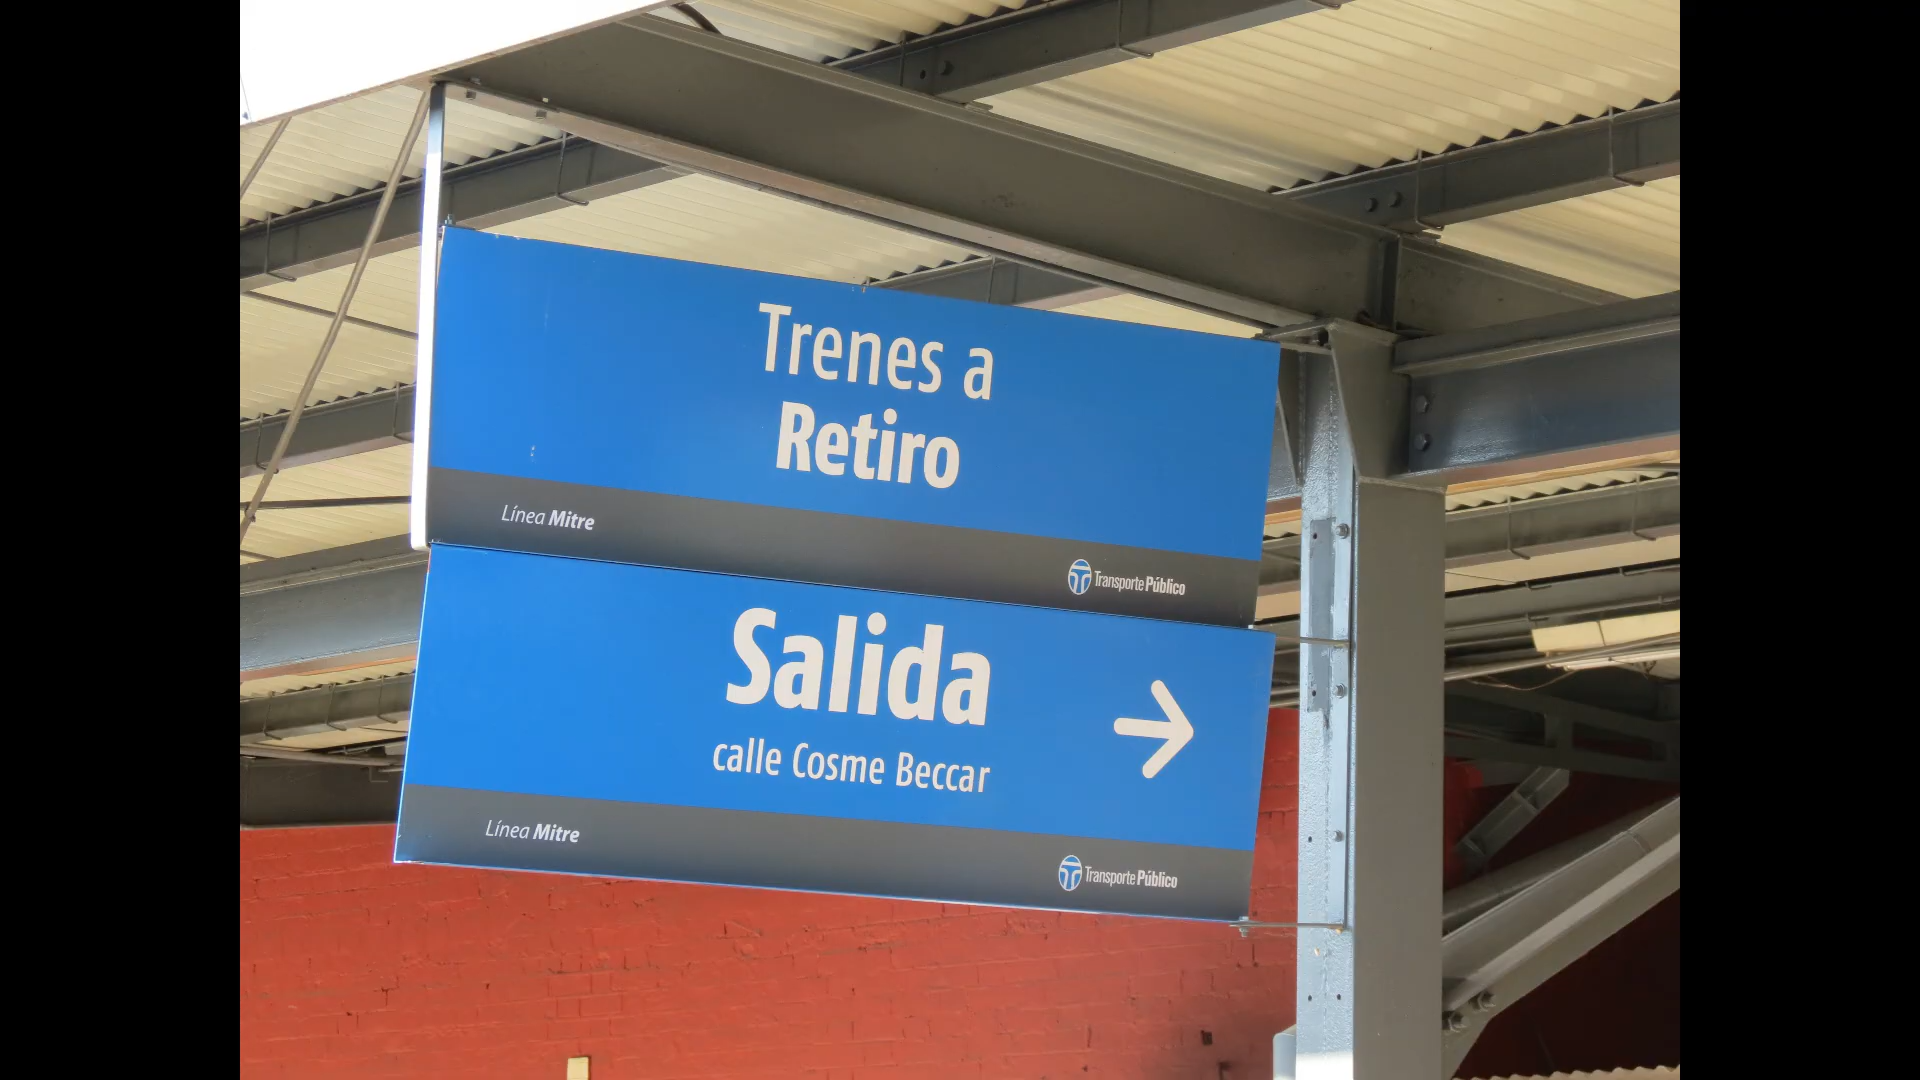 Trenes a
Retiro
Línea Mitre
Transporte Público
Salida
calle Cosme Beccar
Línea Mitre
Transporte Público